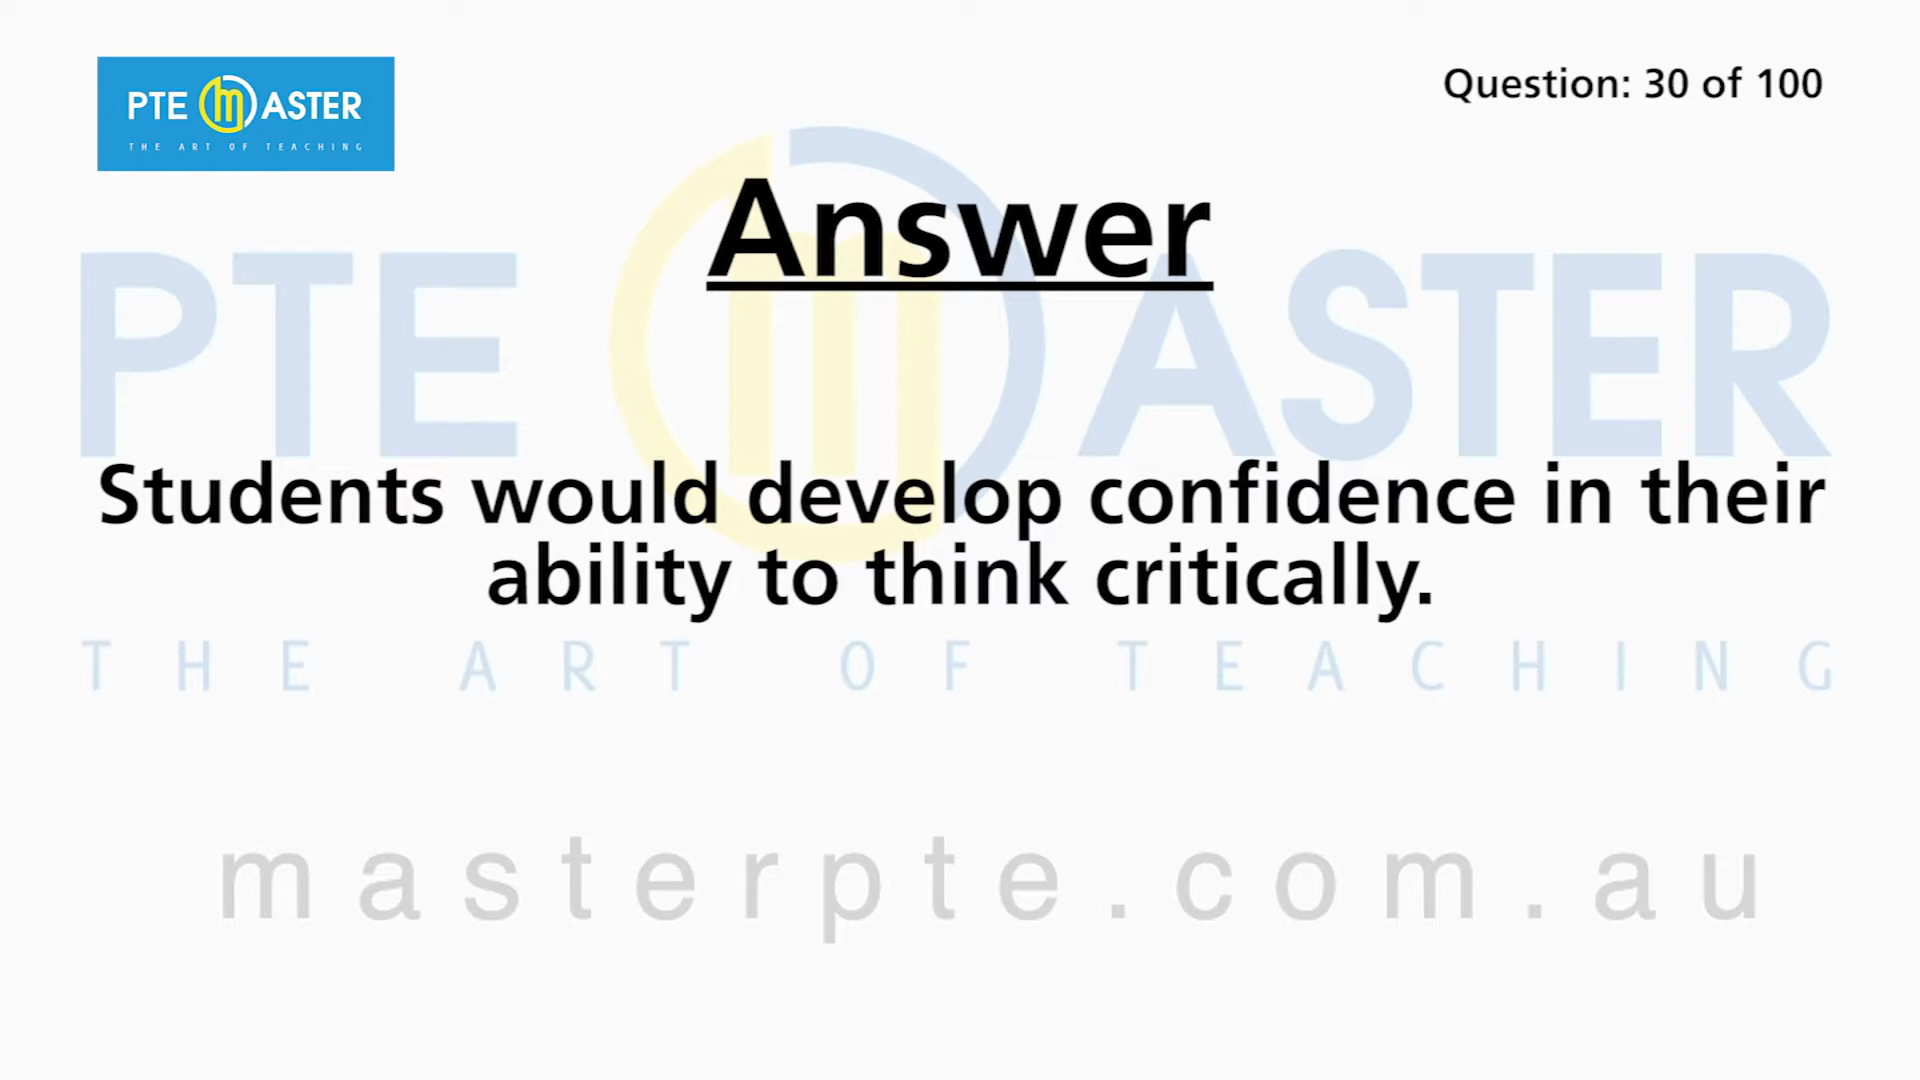 PTE MASTER
THE ART OF TEACHING
Question: 30 of 100
Answer
PTE MASTER
Students would develop confidence in their
ability to think critically.
THE ART OF TEACHING
masterpte.com.au